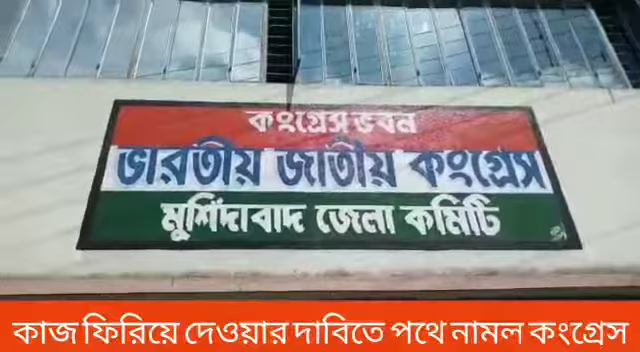 কংগ্রেস ভবন
ভারতীয় জাতীয় কংগ্রেস
মুর্শিদাবাদ জেলা কমিটি
কাজ ফিরিয়ে দেওয়ার দাবিতে পথে নামল কংগ্রেস